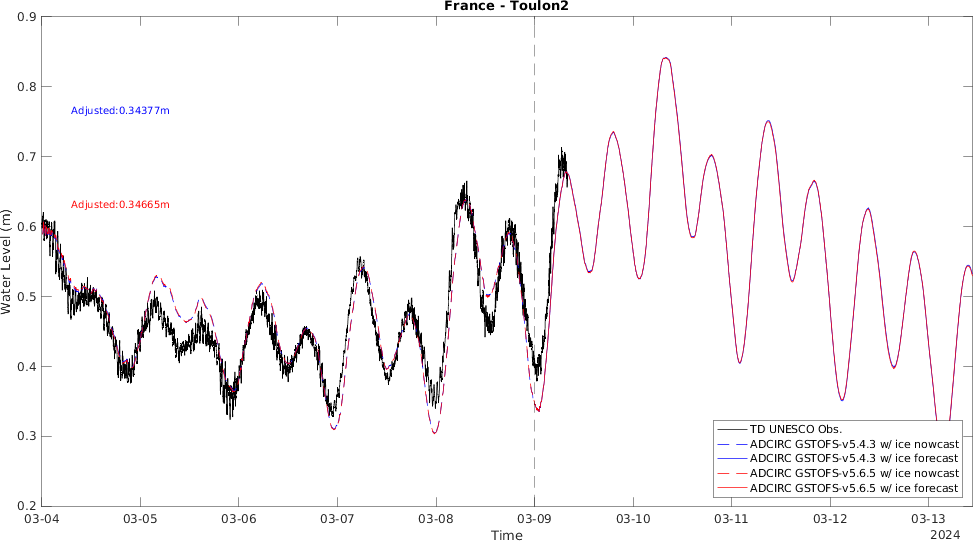 France - Toulon2
0.9
0.8
0.7
0.6
0.5
0.4
0.3
0.2
Water Level (m)
Adjusted:0.34377m
Adjusted:0.34665m
TD UNESCO Obs.
ADCIRC GSTOFS-v5.4.3 w/ ice nowcast
ADCIRC GSTOFS-v5.4.3 w/ ice forecast
ADCIRC GSTOFS-v5.6.5 w/ ice nowcast
ADCIRC GSTOFS-v5.6.5 w/ ice forecast
03-04 03-05 03-06 03-07 03-08 03-09 03-10 03-11 03-12 03-13
Time
2024